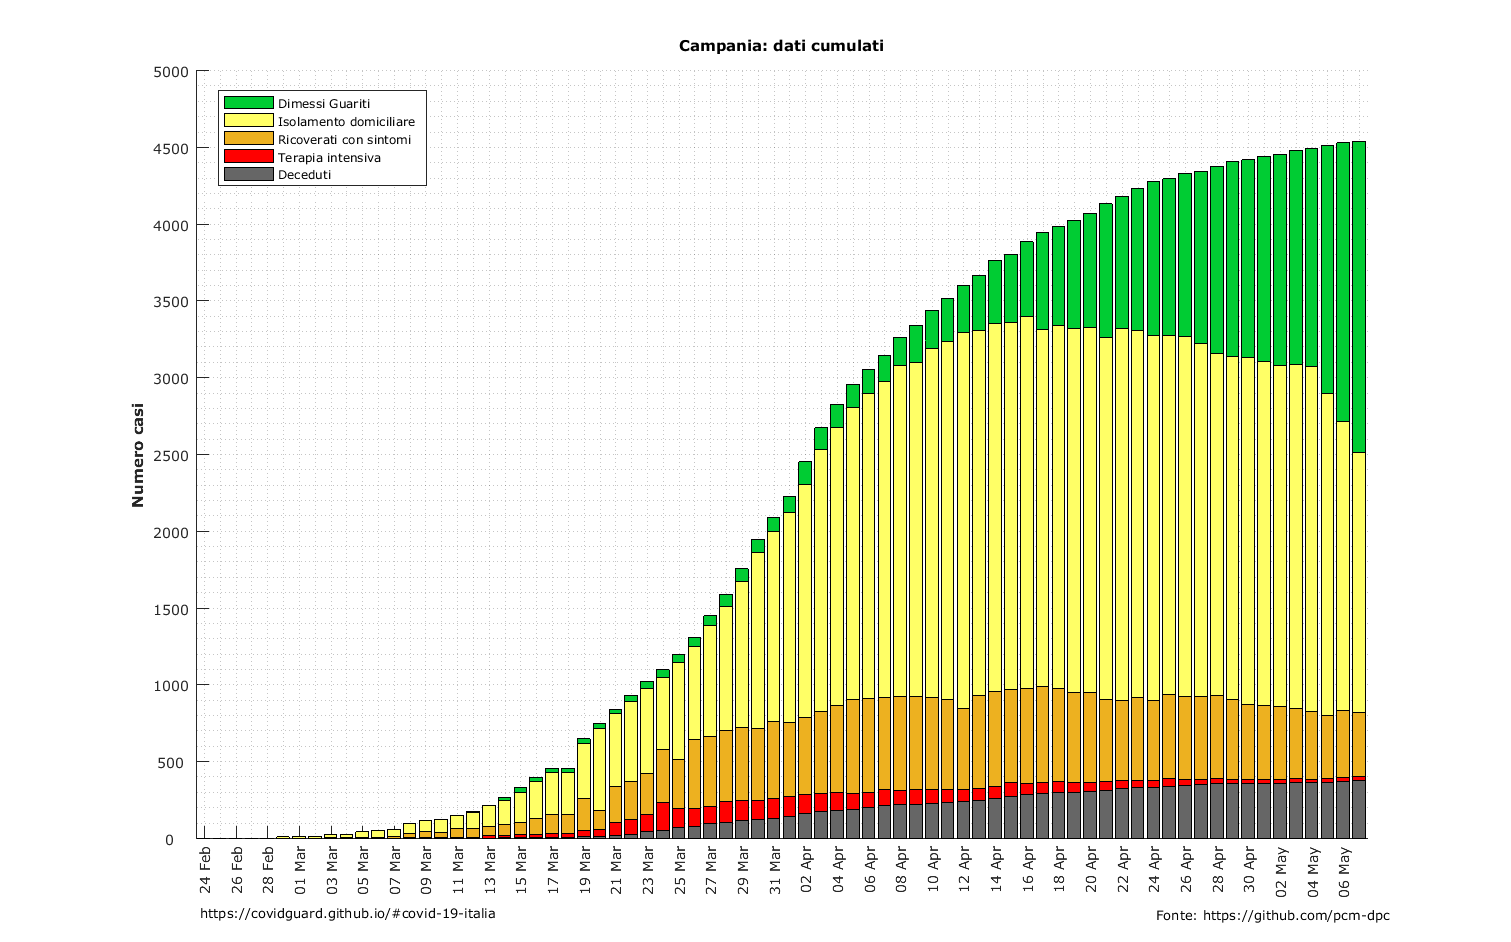 Campania: dati cumulati
5000
4500
4000
3500
3000
2500
2000
1500
1000
500
0
Numero casi
Dimessi Guariti
Isolamento domiciliare
Ricoverati con sintomi
Terapia intensiva
Deceduti
24 Feb
26 Feb
28 Feb
01 Mar
03 Mar
05 Mar
07 Mar
09 Mar
11 Mar
13 Mar
15 Mar
17 Mar
19 Mar
21 Mar
23 Mar
25 Mar
27 Mar
29 Mar
31 Mar
02 Apr
04 Apr
06 Apr
08 Apr
10 Apr
12 Apr
14 Apr
16 Apr
18 Apr
20 Apr
22 Apr
24 Apr
26 Apr
28 Apr
30 Apr
02 May
04 May
06 May
https://covidguard.github.io/#covid-19-italia
Fonte: https://github.com/pcm-dpc